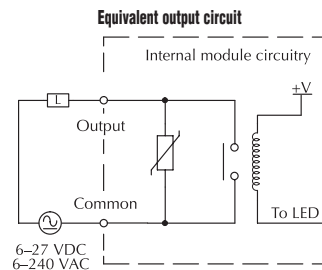 Equivalent output circuit
Internal module circuitry
+V
L
Output
Common
To LED
6–27 VDC
6–240 VAC